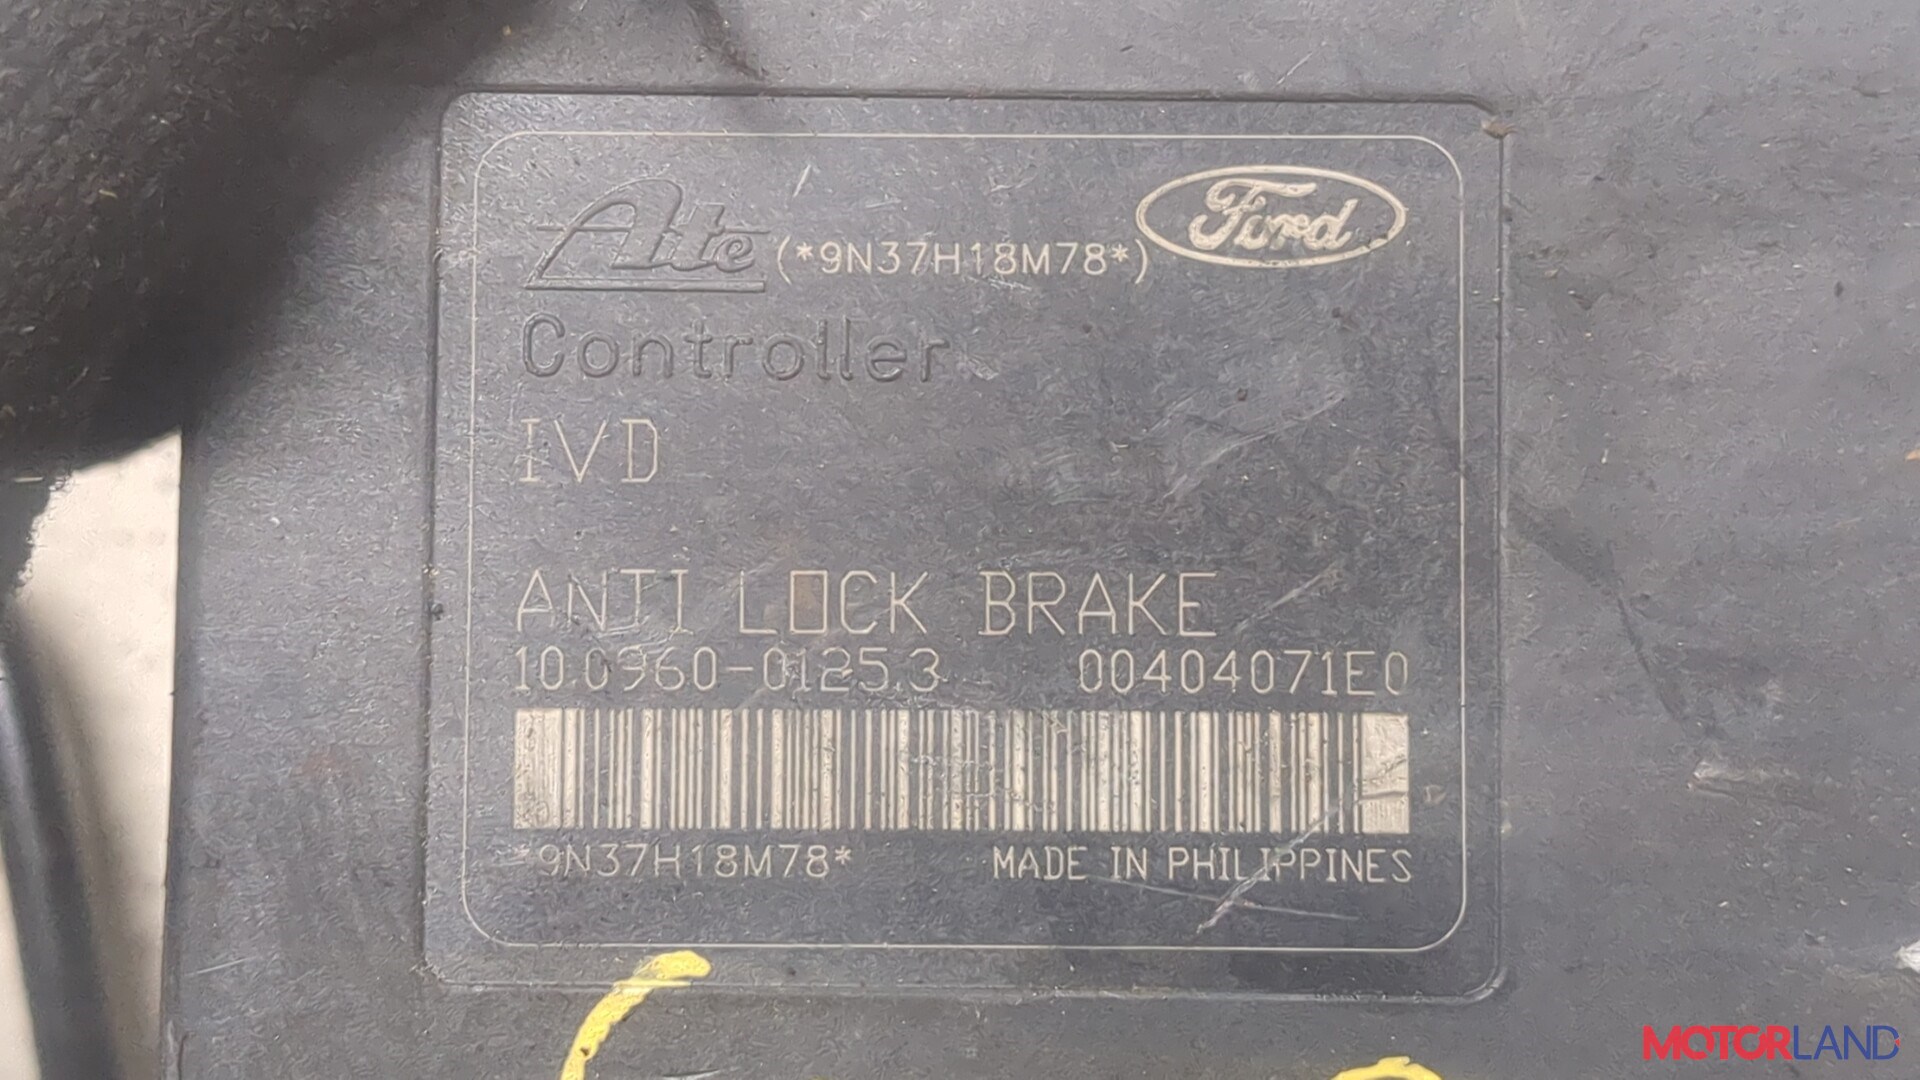 Ate (*9N37H18M78*) Ford
Controller
IVD
ANTI LOCK BRAKE
10.0960-0125.3 00404071E0
*9N37H18M78* MADE IN PHILIPPINES
MOTORLAND